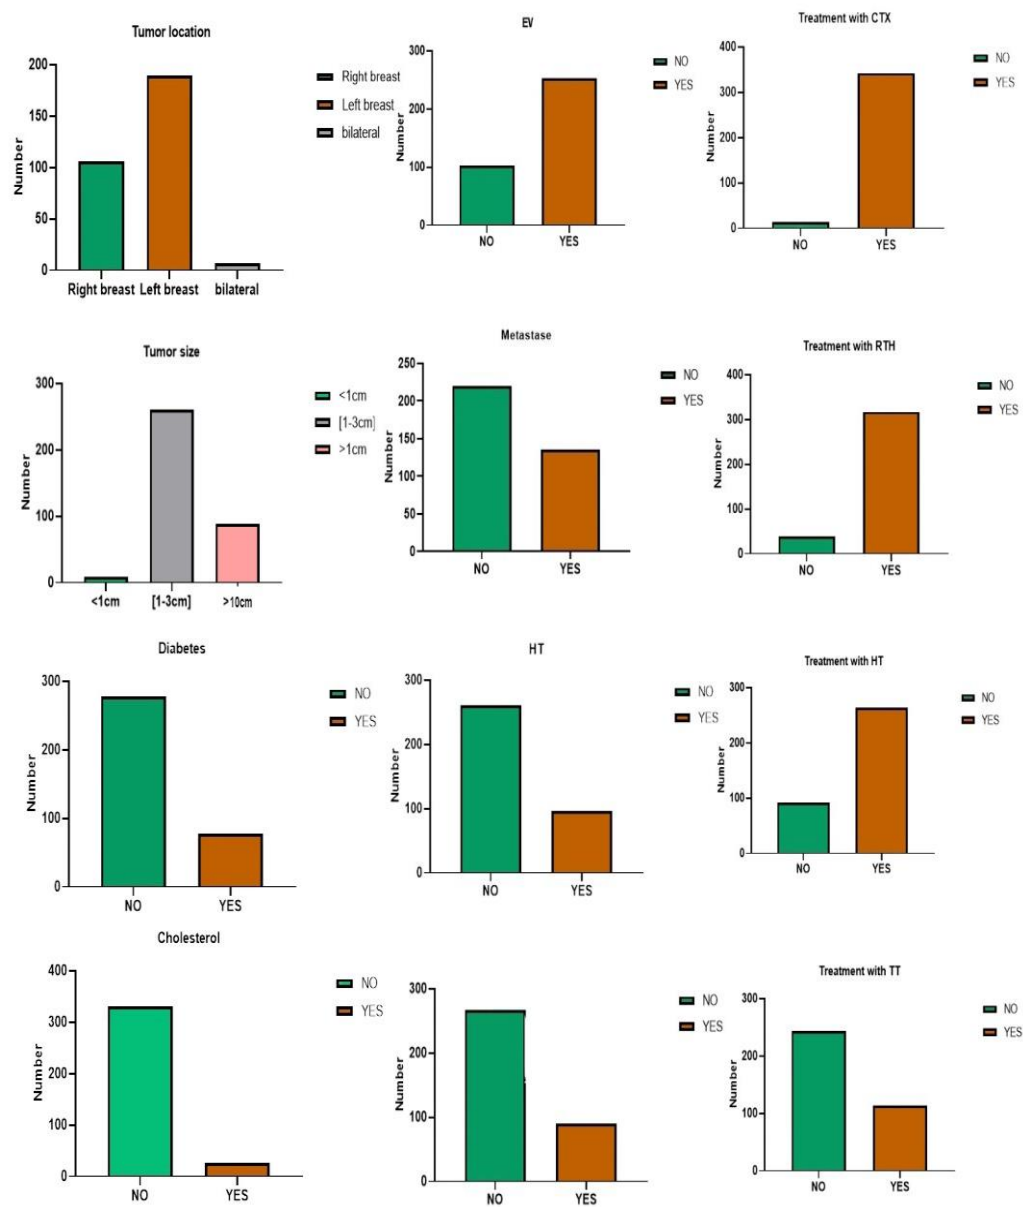 Tumor location
Number
200
150
100
50
0
Right breast Left breast bilateral
Right breast
Left breast
bilateral
EV
Number
300
200
100
0
NO YES
NO
YES
Treatment with CTX
Number
400
300
200
100
0
NO YES
NO
YES
Tumor size
Number
300
200
100
0
<1cm [1-3cm] >10cm
<1cm
[1-3cm]
>1cm
Metastase
Number
250
200
150
100
50
0
NO YES
NO
YES
Treatment with RTH
Number
400
300
200
100
0
NO YES
NO
YES
Diabetes
Number
300
200
100
0
NO YES
NO
YES
HT
Number
300
200
100
0
NO YES
NO
YES
Treatment with HT
Number
300
200
100
0
NO YES
NO
YES
Cholesterol
Number
400
300
200
100
0
NO YES
NO
YES
Number
300
200
100
0
NO YES
NO
YES
Treatment with TT
Number
300
200
100
0
NO YES
NO
YES